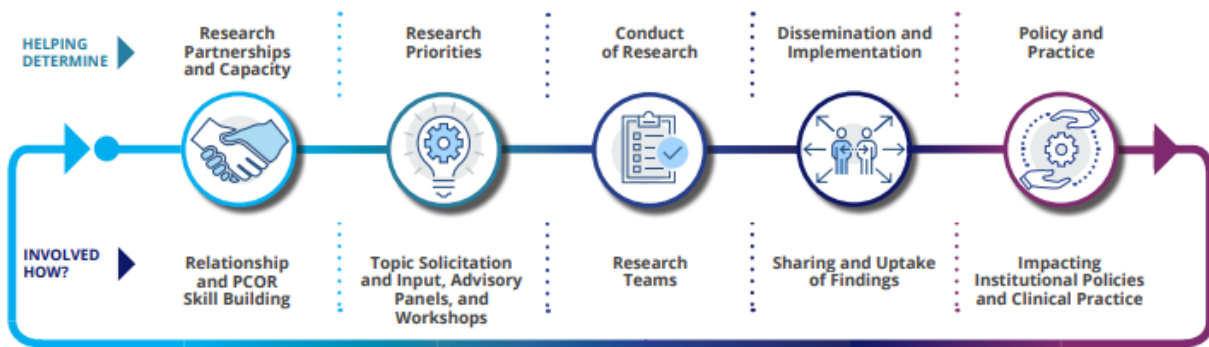 HELPING
DETERMINE
Research
Partnerships
and Capacity
Research
Priorities
Conduct
of Research
Dissemination and
Implementation
Policy and
Practice
INVOLVED
HOW?
Relationship
and PCOR
Skill Building
Topic Solicitation
and Input, Advisory
Panels, and
Workshops
Research
Teams
Sharing and Uptake
of Findings
Impacting
Institutional Policies
and Clinical Practice